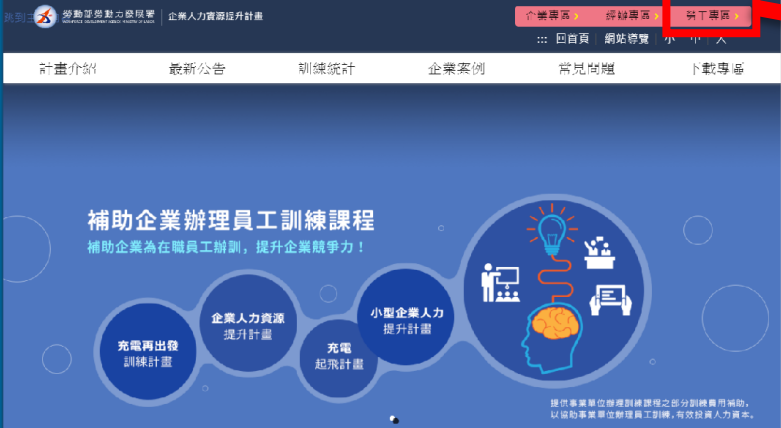 勞動部勞動力發展署
企業人力資源提升計畫
企業專區 >
經辦專區 >
勞工專區 >
::: 回首頁 | 網站導覽 | 小 中 大
計畫介紹 最新公告 訓練統計 企業案例 常見問題 下載專區
補助企業辦理員工訓練課程
補助企業為在職員工辦訓，提升企業競爭力！
充電再出發
訓練計畫
企業人力資源
提升計畫
充電
起飛計畫
小型企業人力
提升計畫
提供事業單位辦理訓練課程之部分訓練費用補助，
以協助事業單位辦理員工訓練，有效投資人力資本。